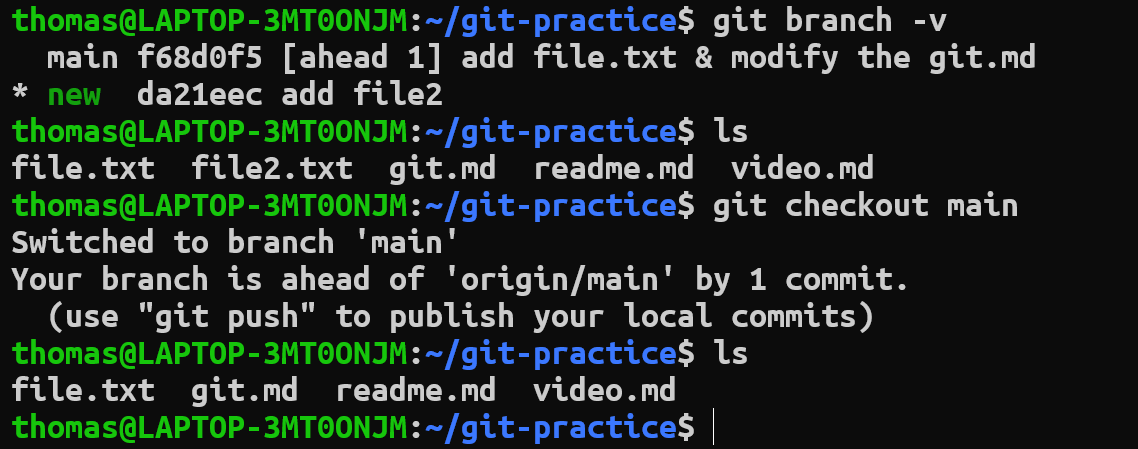 thomas@LAPTOP-3MT0ONJM:~/git-practice$ git branch -v
  main f68d0f5 [ahead 1] add file.txt & modify the git.md
* new  da21eec add file2
thomas@LAPTOP-3MT0ONJM:~/git-practice$ ls
file.txt  file2.txt  git.md  readme.md  video.md
thomas@LAPTOP-3MT0ONJM:~/git-practice$ git checkout main
Switched to branch 'main'
Your branch is ahead of 'origin/main' by 1 commit.
  (use "git push" to publish your local commits)
thomas@LAPTOP-3MT0ONJM:~/git-practice$ ls
file.txt  git.md  readme.md  video.md
thomas@LAPTOP-3MT0ONJM:~/git-practice$